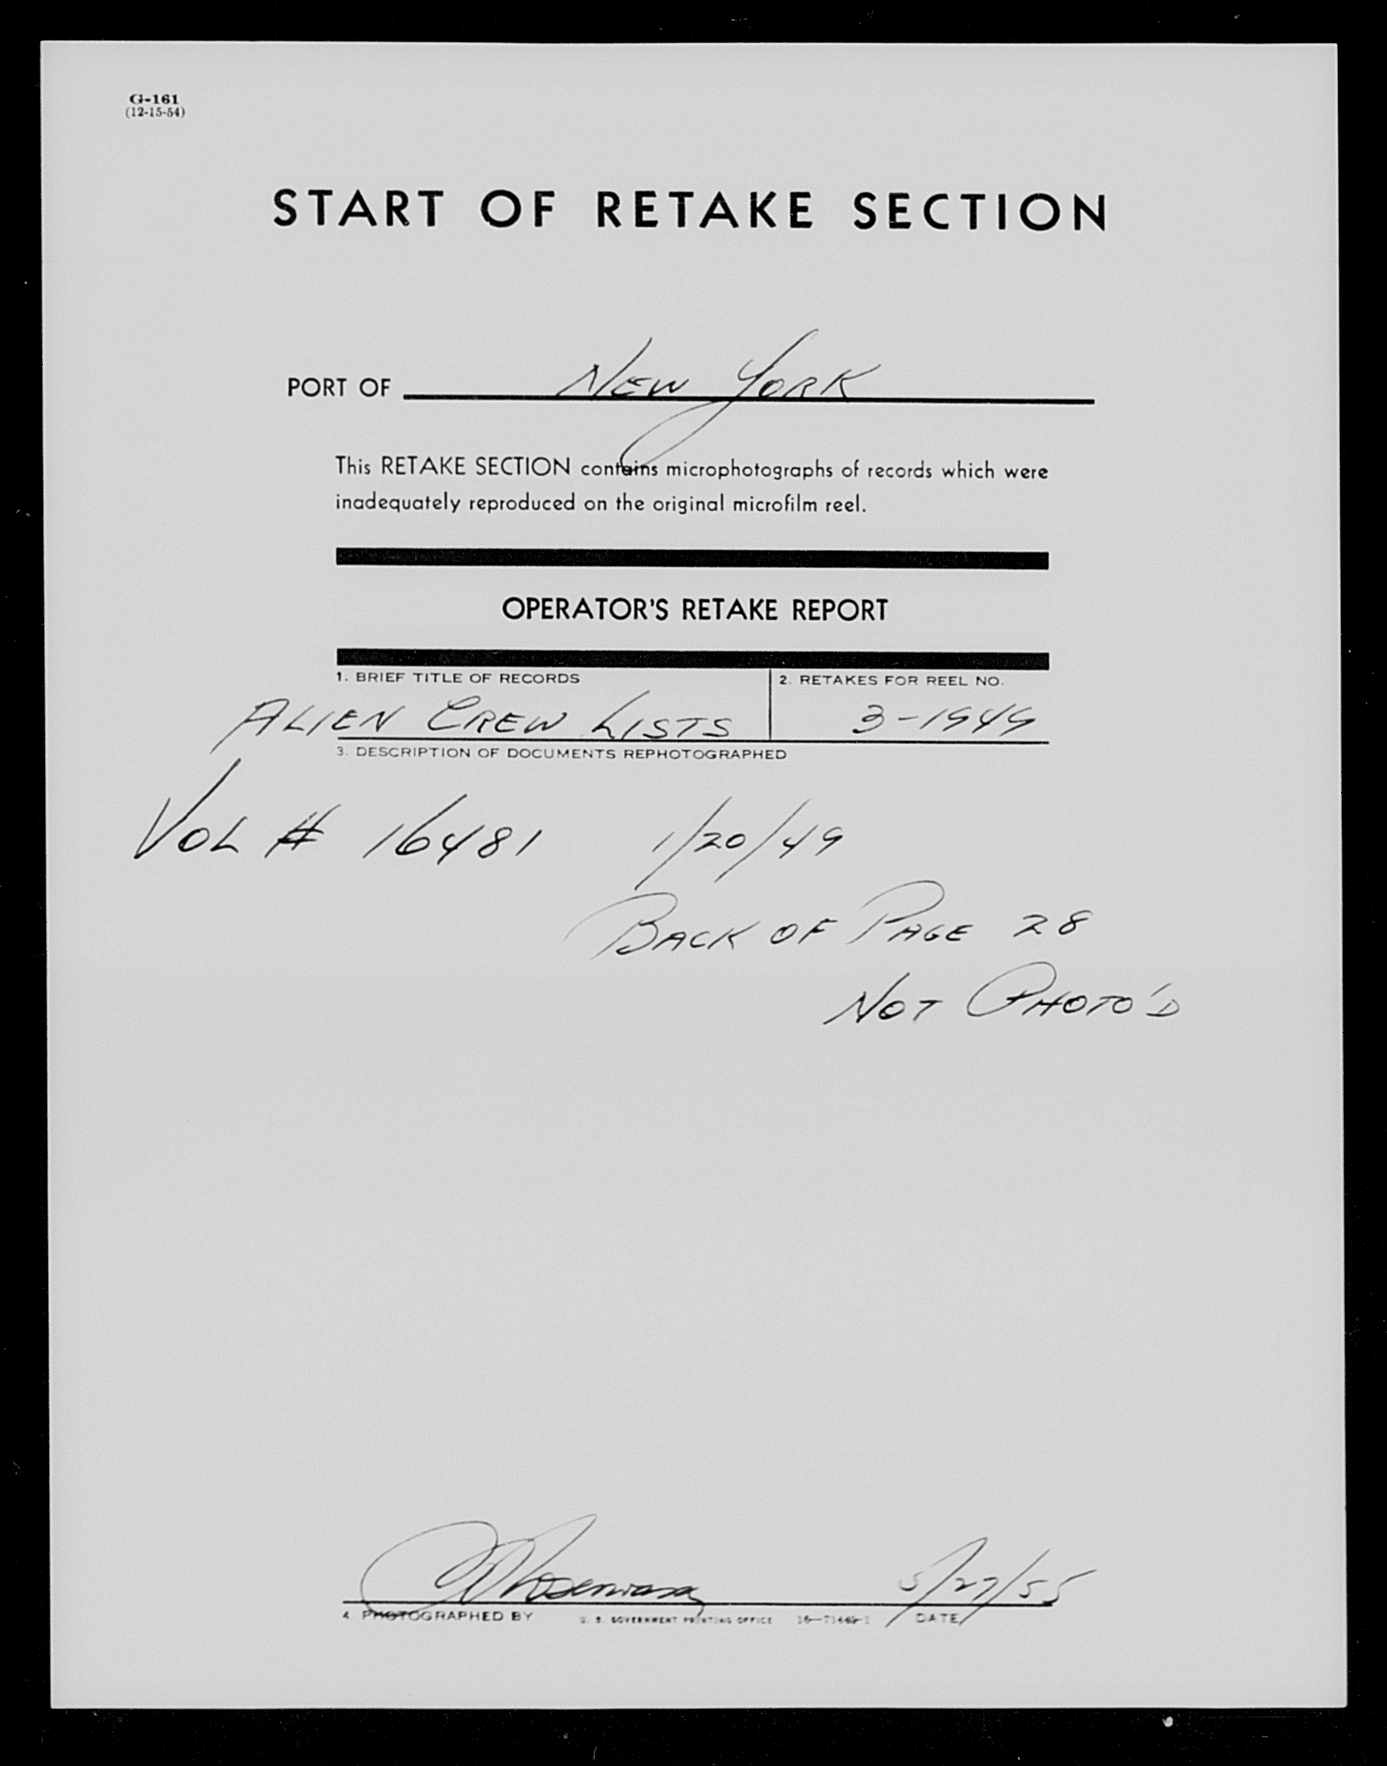 G-161
(12-15-54)
START OF RETAKE SECTION
PORT OF NEW YORK
This RETAKE SECTION contains microphotographs of records which were
inadequately reproduced on the original microfilm reel.
OPERATOR'S RETAKE REPORT
1. BRIEF TITLE OF RECORDS 2. RETAKES FOR REEL NO.
ALIEN CREW LISTS 3-1949
3. DESCRIPTION OF DOCUMENTS REPHOTOGRAPHED
VOL # 16481 1/20/49
BACK OF PAGE 28
NOT PHOTO'D
5/27/55
4. PHOTOGRAPHED BY U. S. GOVERNMENT PRINTING OFFICE DATE